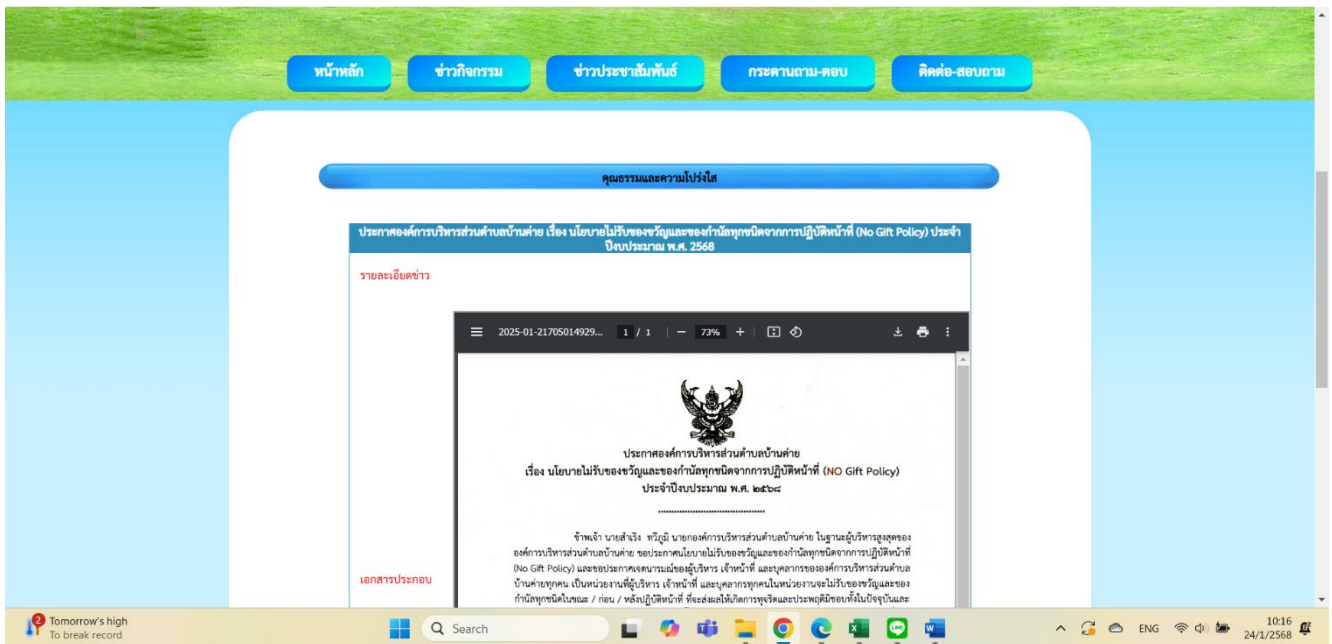 หน้าหลัก
ข่าวกิจกรรม
ข่าวประชาสัมพันธ์
กระดานถาม-ตอบ
ติดต่อ-สอบถาม
คุณธรรมและความโปร่งใส
ประกาศองค์การบริหารส่วนตำบลบ้านค่าย เรื่อง นโยบายไม่รับของขวัญและของกำนัลทุกชนิดจากการปฏิบัติหน้าที่ (No Gift Policy) ประจำ
ปีงบประมาณ พ.ศ. 2568
รายละเอียดข่าว
2025-01-21705014929...
1 / 1
73%
ประกาศองค์การบริหารส่วนตำบลบ้านค่าย
เรื่อง นโยบายไม่รับของขวัญและของกำนัลทุกชนิดจากการปฏิบัติหน้าที่ (NO Gift Policy)
ประจำปีงบประมาณ พ.ศ. ๒๕๖๘
ข้าพเจ้า นายสำเริง ทวีภูมิ นายกองค์การบริหารส่วนตำบลบ้านค่าย ในฐานะผู้บริหารสูงสุดของ
องค์การบริหารส่วนตำบลบ้านค่าย ขอประกาศนโยบายไม่รับของขวัญและของกำนัลทุกชนิดจากการปฏิบัติหน้าที่
(No Gift Policy) และขอประกาศเจตนารมณ์ของผู้บริหาร เจ้าหน้าที่ และบุคลากรขององค์การบริหารส่วนตำบล
บ้านค่ายทุกคน เป็นหน่วยงานที่ผู้บริหาร เจ้าหน้าที่ และบุคลากรทุกคนในหน่วยงานจะไม่รับของขวัญและของ
กำนัลทุกชนิดในขณะ / ก่อน / หลังปฏิบัติหน้าที่ ที่จะส่งผลให้เกิดการทุจริตและประพฤติมิชอบทั้งในปัจจุบันและ
เอกสารประกอบ
2
Tomorrow's high
To break record
Search
ENG
10:16
24/1/2568